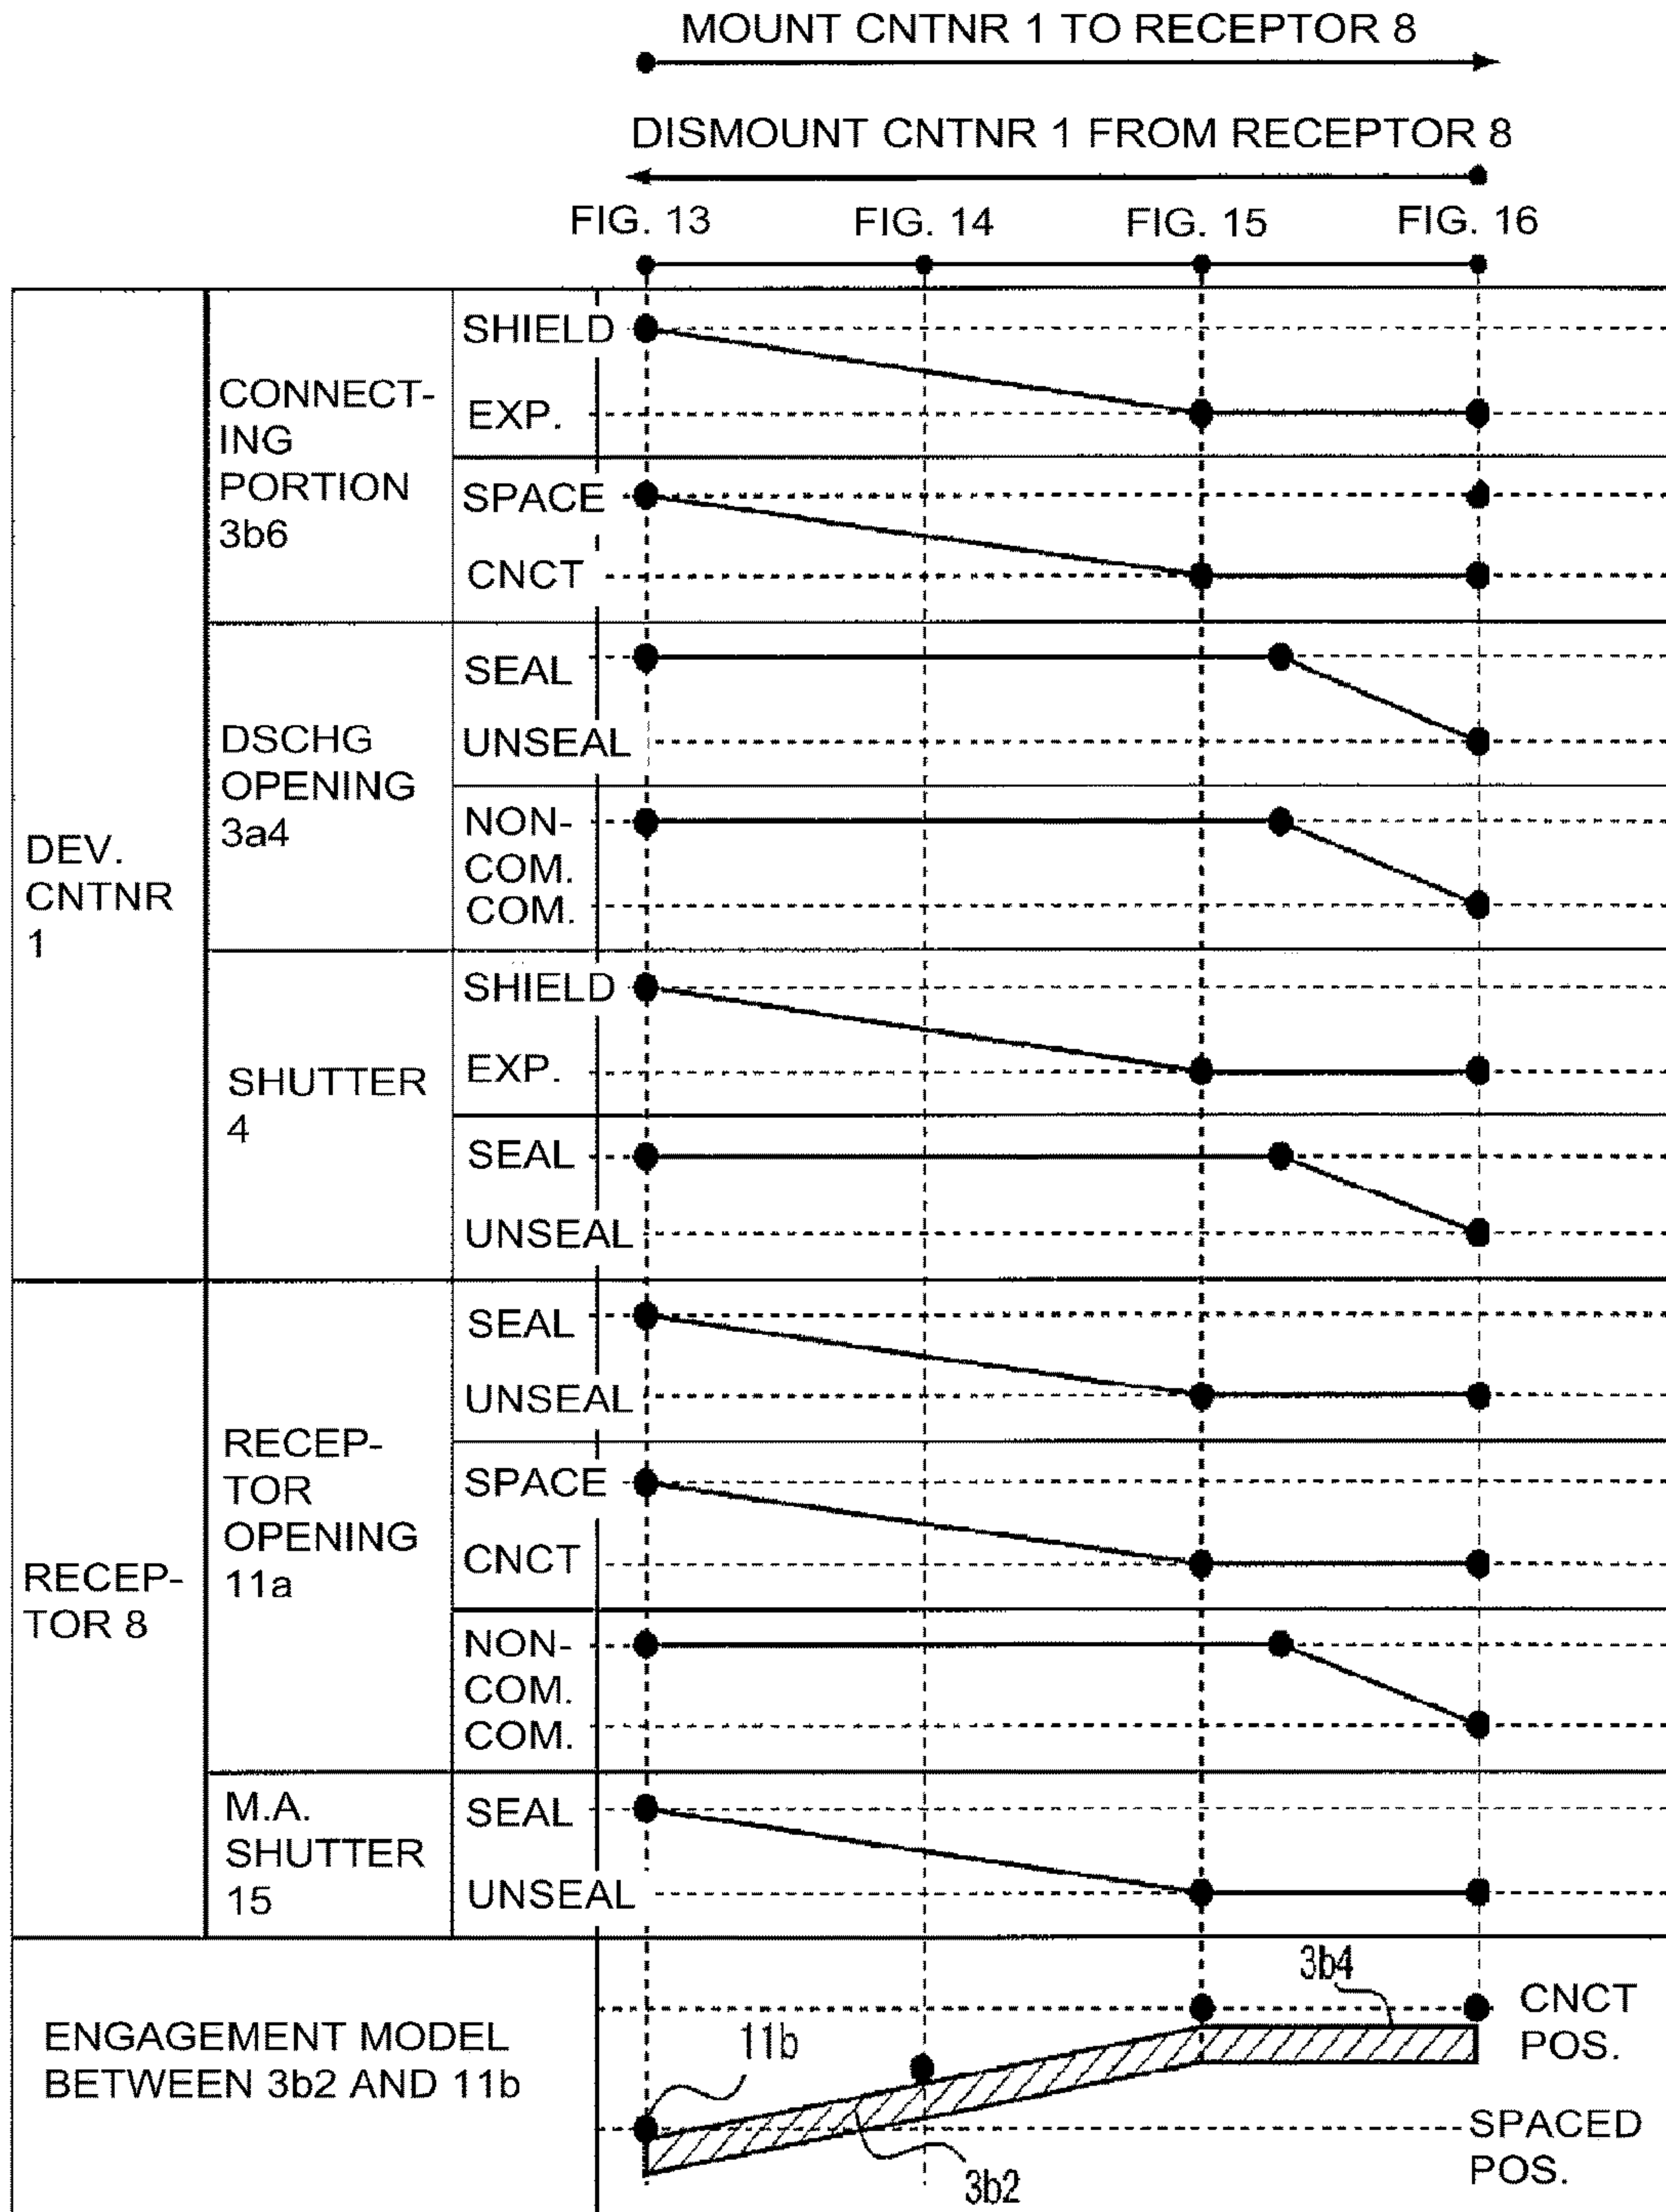 MOUNT CNTNR 1 TO RECEPTOR 8
DISMOUNT CNTNR 1 FROM RECEPTOR 8
FIG. 13 FIG. 14 FIG. 15 FIG. 16
DEV.
CNTNR
1
CONNECT-
ING
PORTION
3b6
SHIELD
EXP.
SPACE
CNCT
DSCHG
OPENING
3a4
SEAL
UNSEAL
NON-
COM.
COM.
SHUTTER
4
SHIELD
EXP.
SEAL
UNSEAL
RECEP-
TOR 8
RECEP-
TOR
OPENING
11a
SEAL
UNSEAL
SPACE
CNCT
NON-
COM.
COM.
M.A.
SHUTTER
15
SEAL
UNSEAL
ENGAGEMENT MODEL
BETWEEN 3b2 AND 11b
11b
3b2
3b4
CNCT
POS.
SPACED
POS.